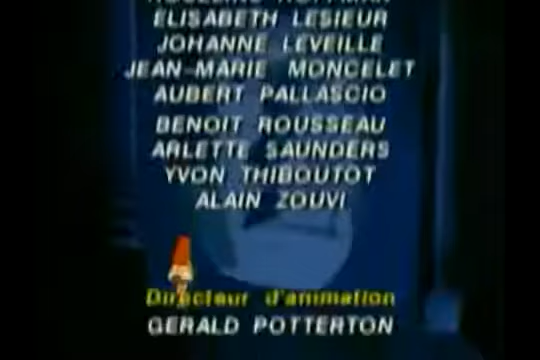 ELISABETH LESIEUR
JOHANNE LEVEILLE
JEAN-MARIE MONCELET
AUBERT PALLASCIO
BENOIT ROUSSEAU
ARLETTE SAUNDERS
YVON THIBOUTOT
ALAIN ZOUVI
Directeur d'animation
GERALD POTTERTON